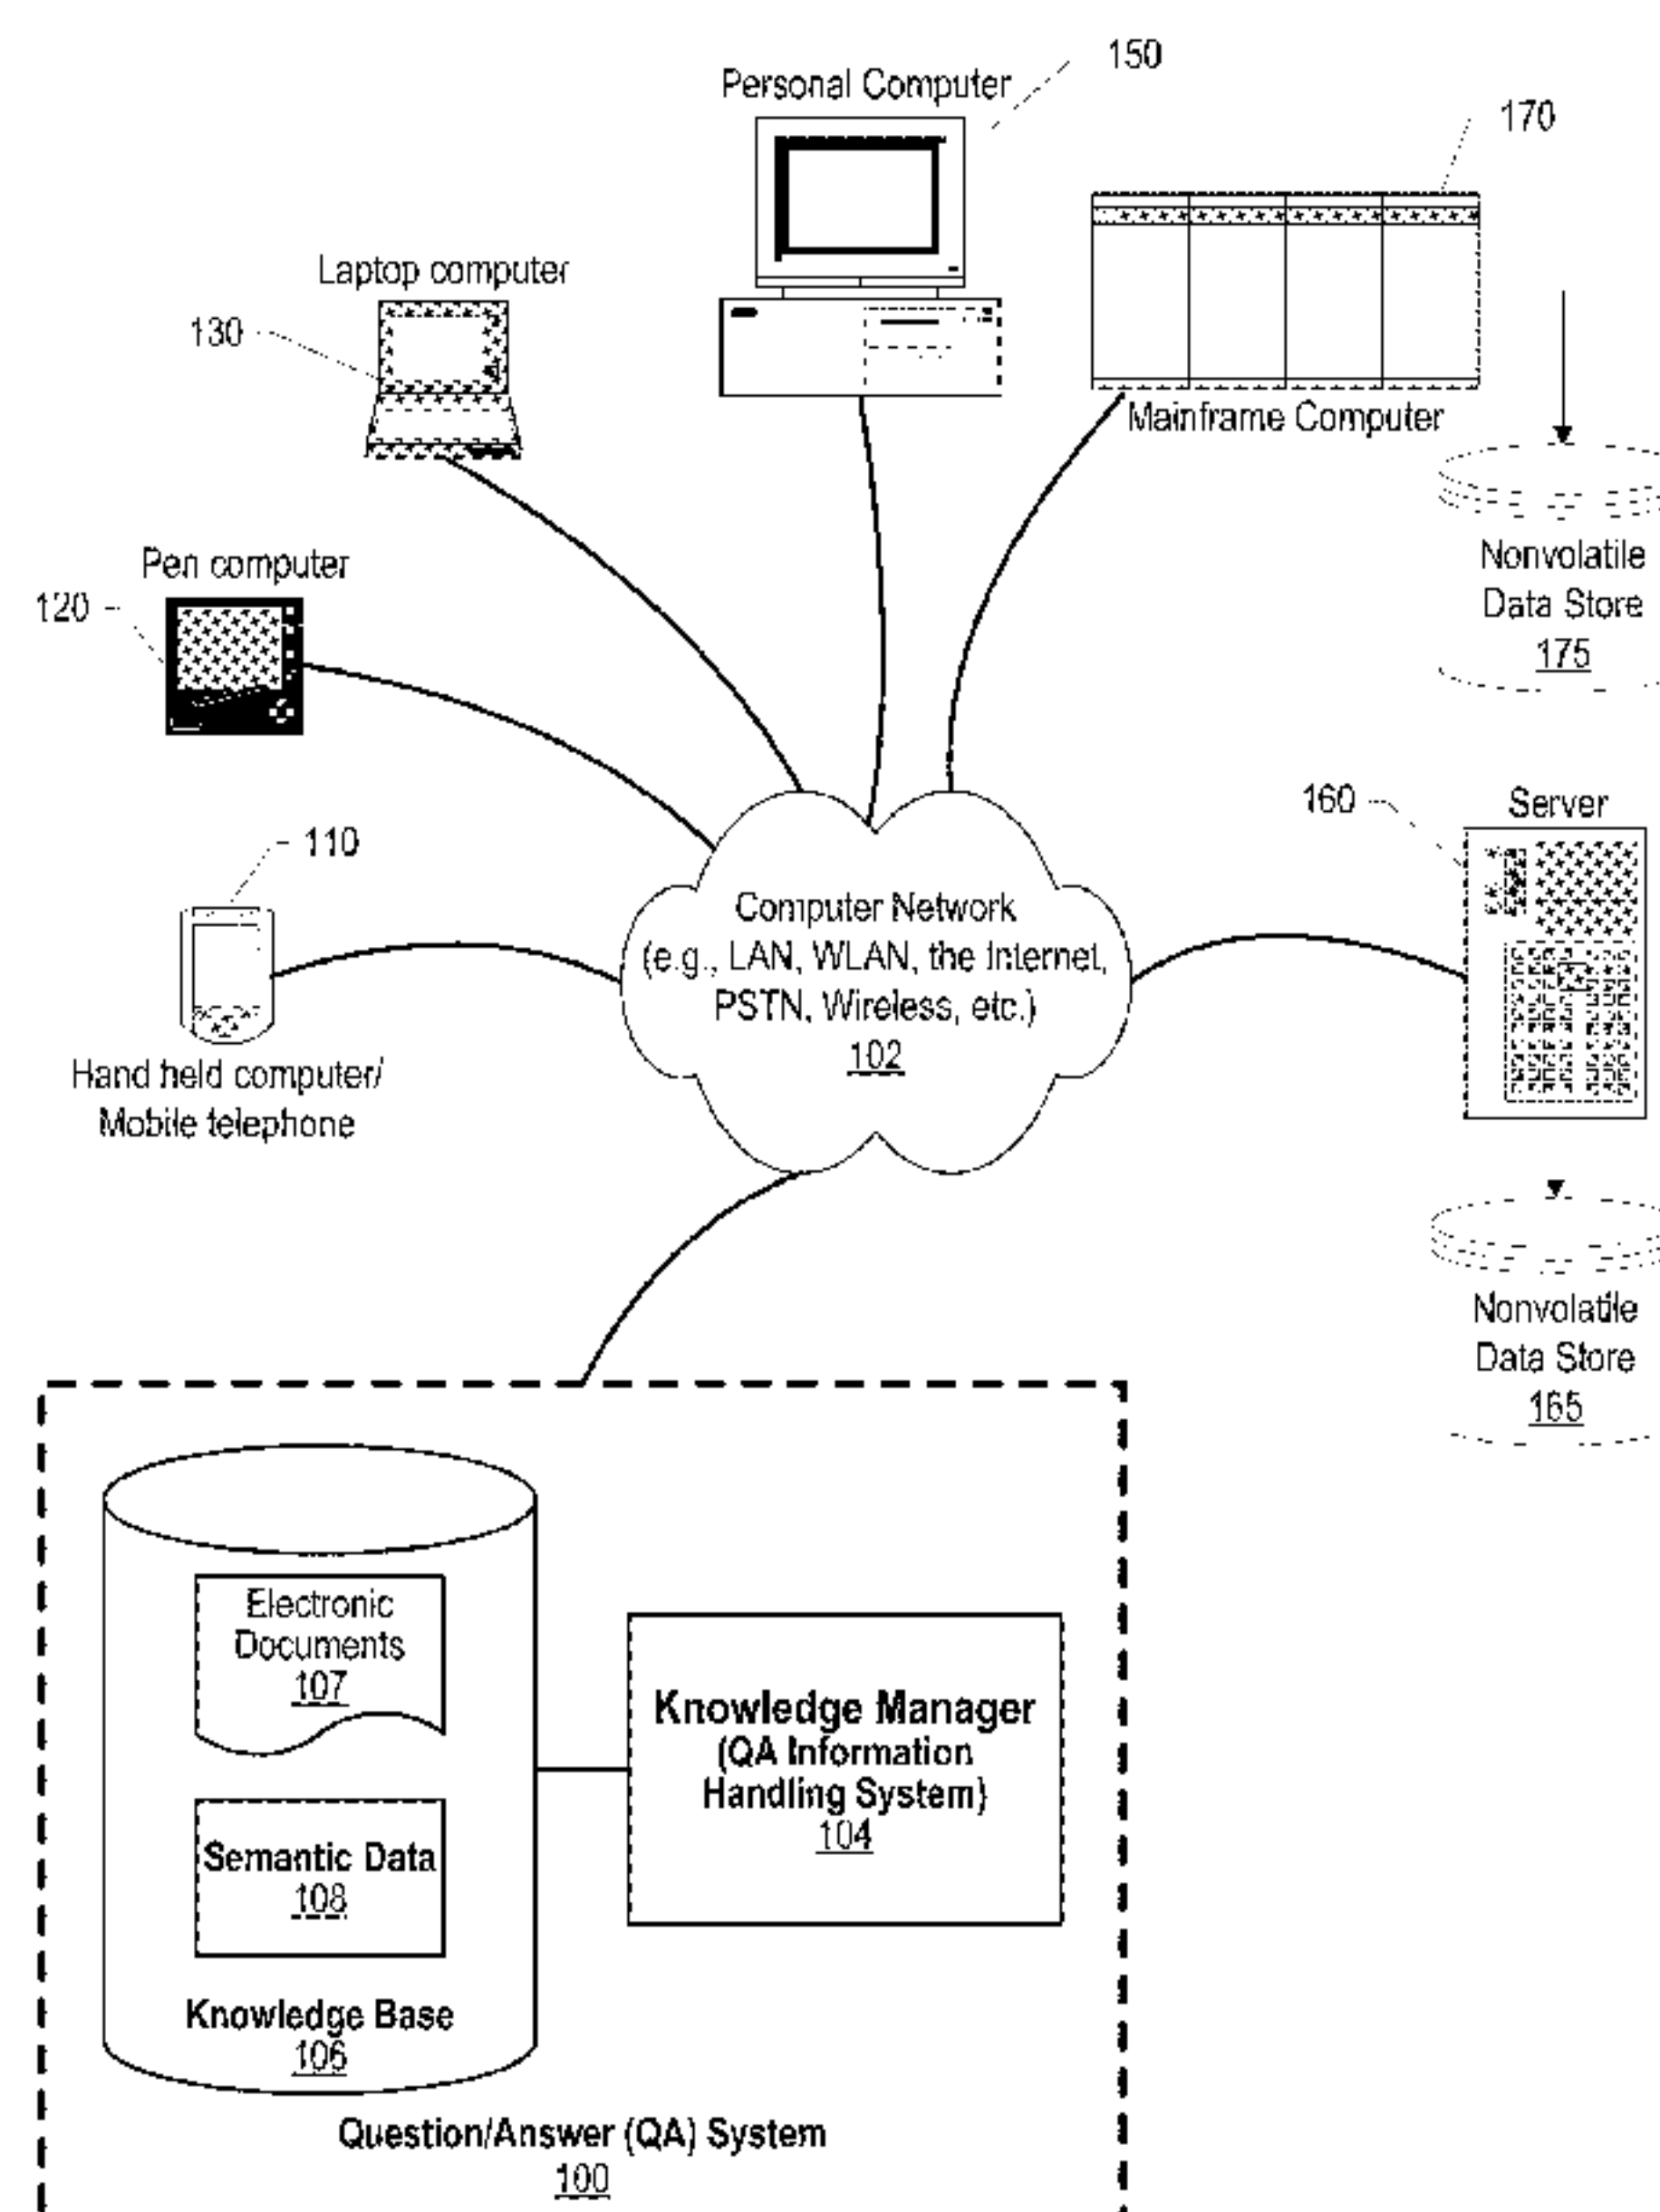 150
Personal Computer
170
Laptop computer
130
Mainframe Computer
Nonvolatile
Data Store
175
Pen computer
120
160
Server
110
Computer Network
(e.g., LAN, WLAN, the Internet,
PSTN, Wireless, etc.)
102
Hand held computer/
Mobile telephone
Nonvolatile
Data Store
165
Electronic
Documents
107
Knowledge Manager
(QA Information
Handling System)
104
Semantic Data
108
Knowledge Base
106
Question/Answer (QA) System
100